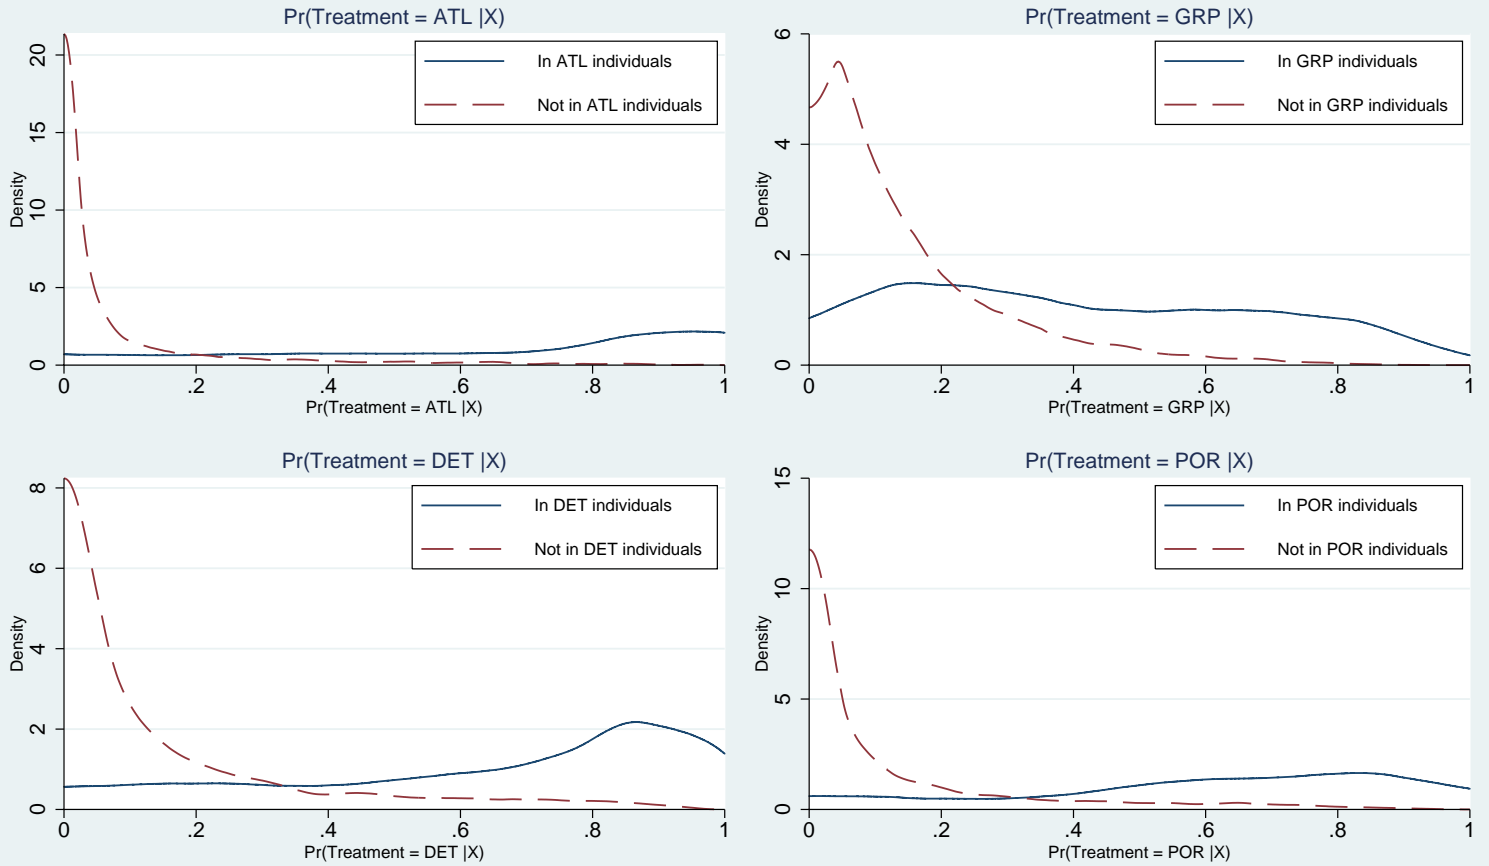 Pr(Treatment = ATL |X)
In ATL individuals
Not in ATL individuals
Density
0
5
10
15
20
0
.2
.4
.6
.8
1
Pr(Treatment = ATL |X)
Pr(Treatment = GRP |X)
In GRP individuals
Not in GRP individuals
Density
0
2
4
6
0
.2
.4
.6
.8
1
Pr(Treatment = GRP |X)
Pr(Treatment = DET |X)
In DET individuals
Not in DET individuals
Density
0
2
4
6
8
0
.2
.4
.6
.8
1
Pr(Treatment = DET |X)
Pr(Treatment = POR |X)
In POR individuals
Not in POR individuals
Density
0
5
10
15
0
.2
.4
.6
.8
1
Pr(Treatment = POR |X)